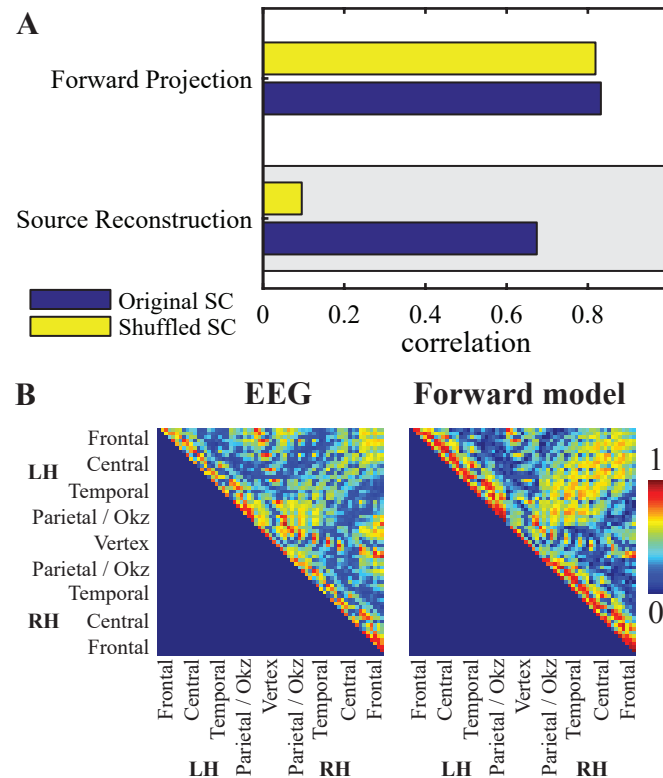 A
Forward Projection
Source Reconstruction
Original SC
Shuffled SC
0 0.2 0.4 0.6 0.8
correlation
B
EEG Forward model
Frontal
LH Central
Temporal
Parietal / Okz
Vertex
Parietal / Okz
Temporal
RH Central
Frontal
1
0
Frontal Central Temporal Parietal / Okz Vertex Parietal / Okz Temporal Central Frontal
Frontal Central Temporal Parietal / Okz Vertex Parietal / Okz Temporal Central Frontal
LH RH LH RH